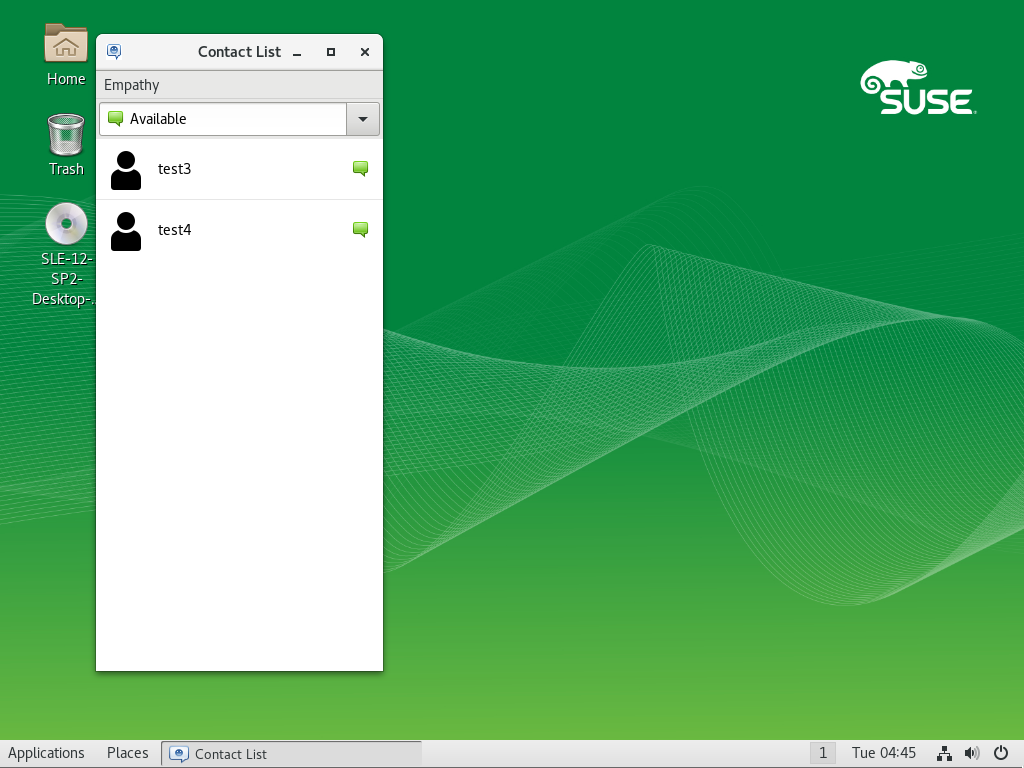 Home
Trash
SLE-12-
SP2-
Desktop-...
Contact List
Empathy
Available
test3
test4
SUSE
Applications
Places
Contact List
1
Tue 04:45